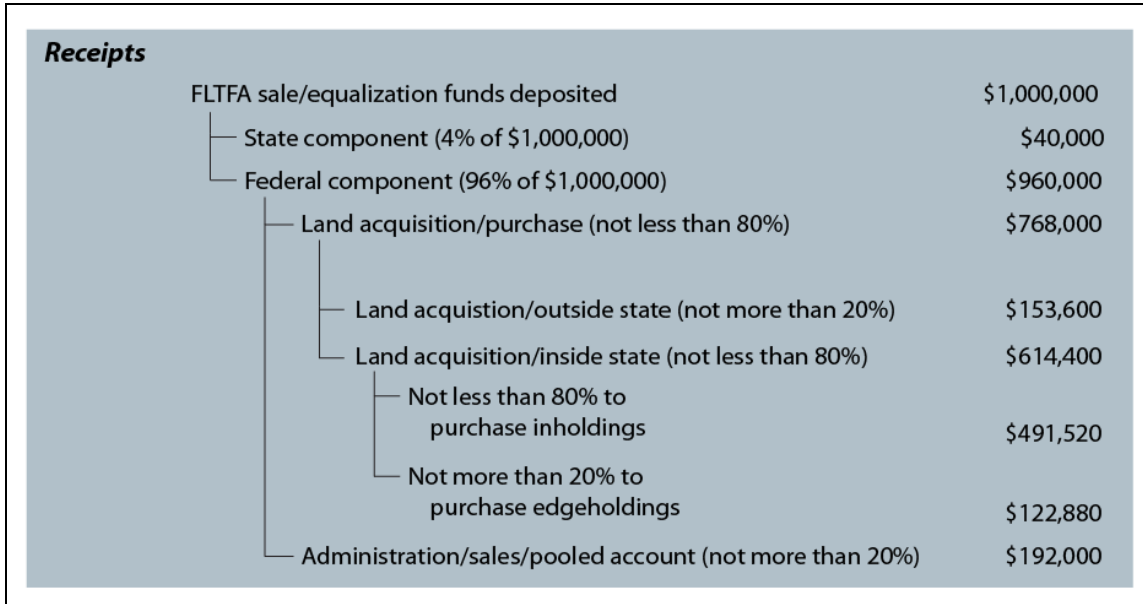 Receipts
FLTFA sale/equalization funds deposited $1,000,000
State component (4% of $1,000,000) $40,000
Federal component (96% of $1,000,000) $960,000
Land acquisition/purchase (not less than 80%) $768,000
Land acquistion/outside state (not more than 20%) $153,600
Land acquisition/inside state (not less than 80%) $614,400
Not less than 80% to
purchase inholdings $491,520
Not more than 20% to
purchase edgeholdings $122,880
Administration/sales/pooled account (not more than 20%) $192,000